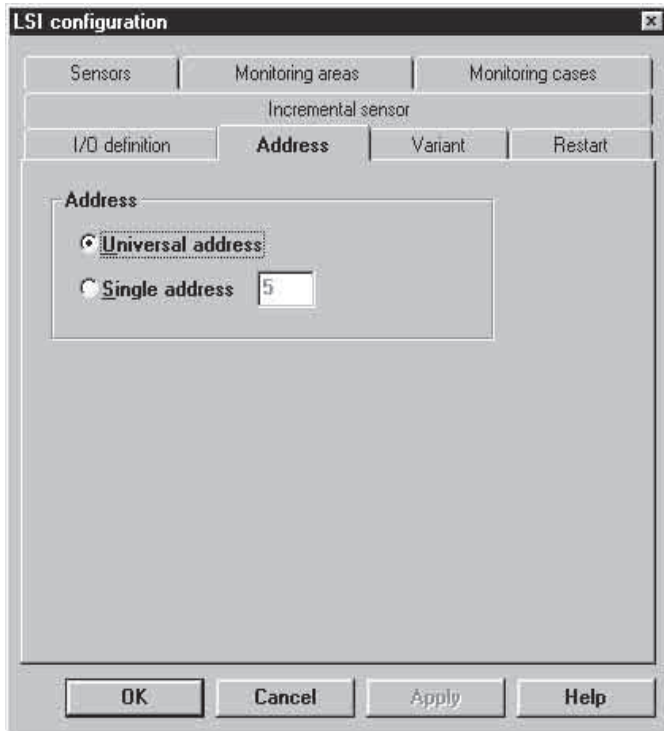 LSI configuration
Sensors Monitoring areas Monitoring cases
Incremental sensor
I/O definition Address Variant Restart
Address
Universal address
Single address 5
OK Cancel Apply Help